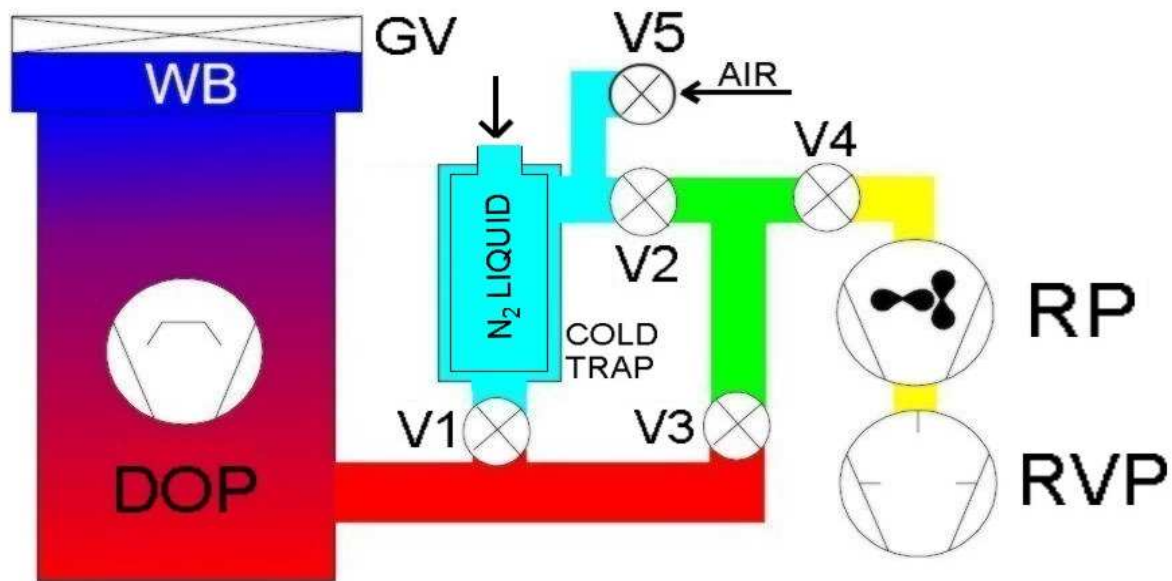 GV
WB
V5
AIR
V4
N₂ LIQUID
V2
COLD
TRAP
RP
V1
V3
DOP
RVP